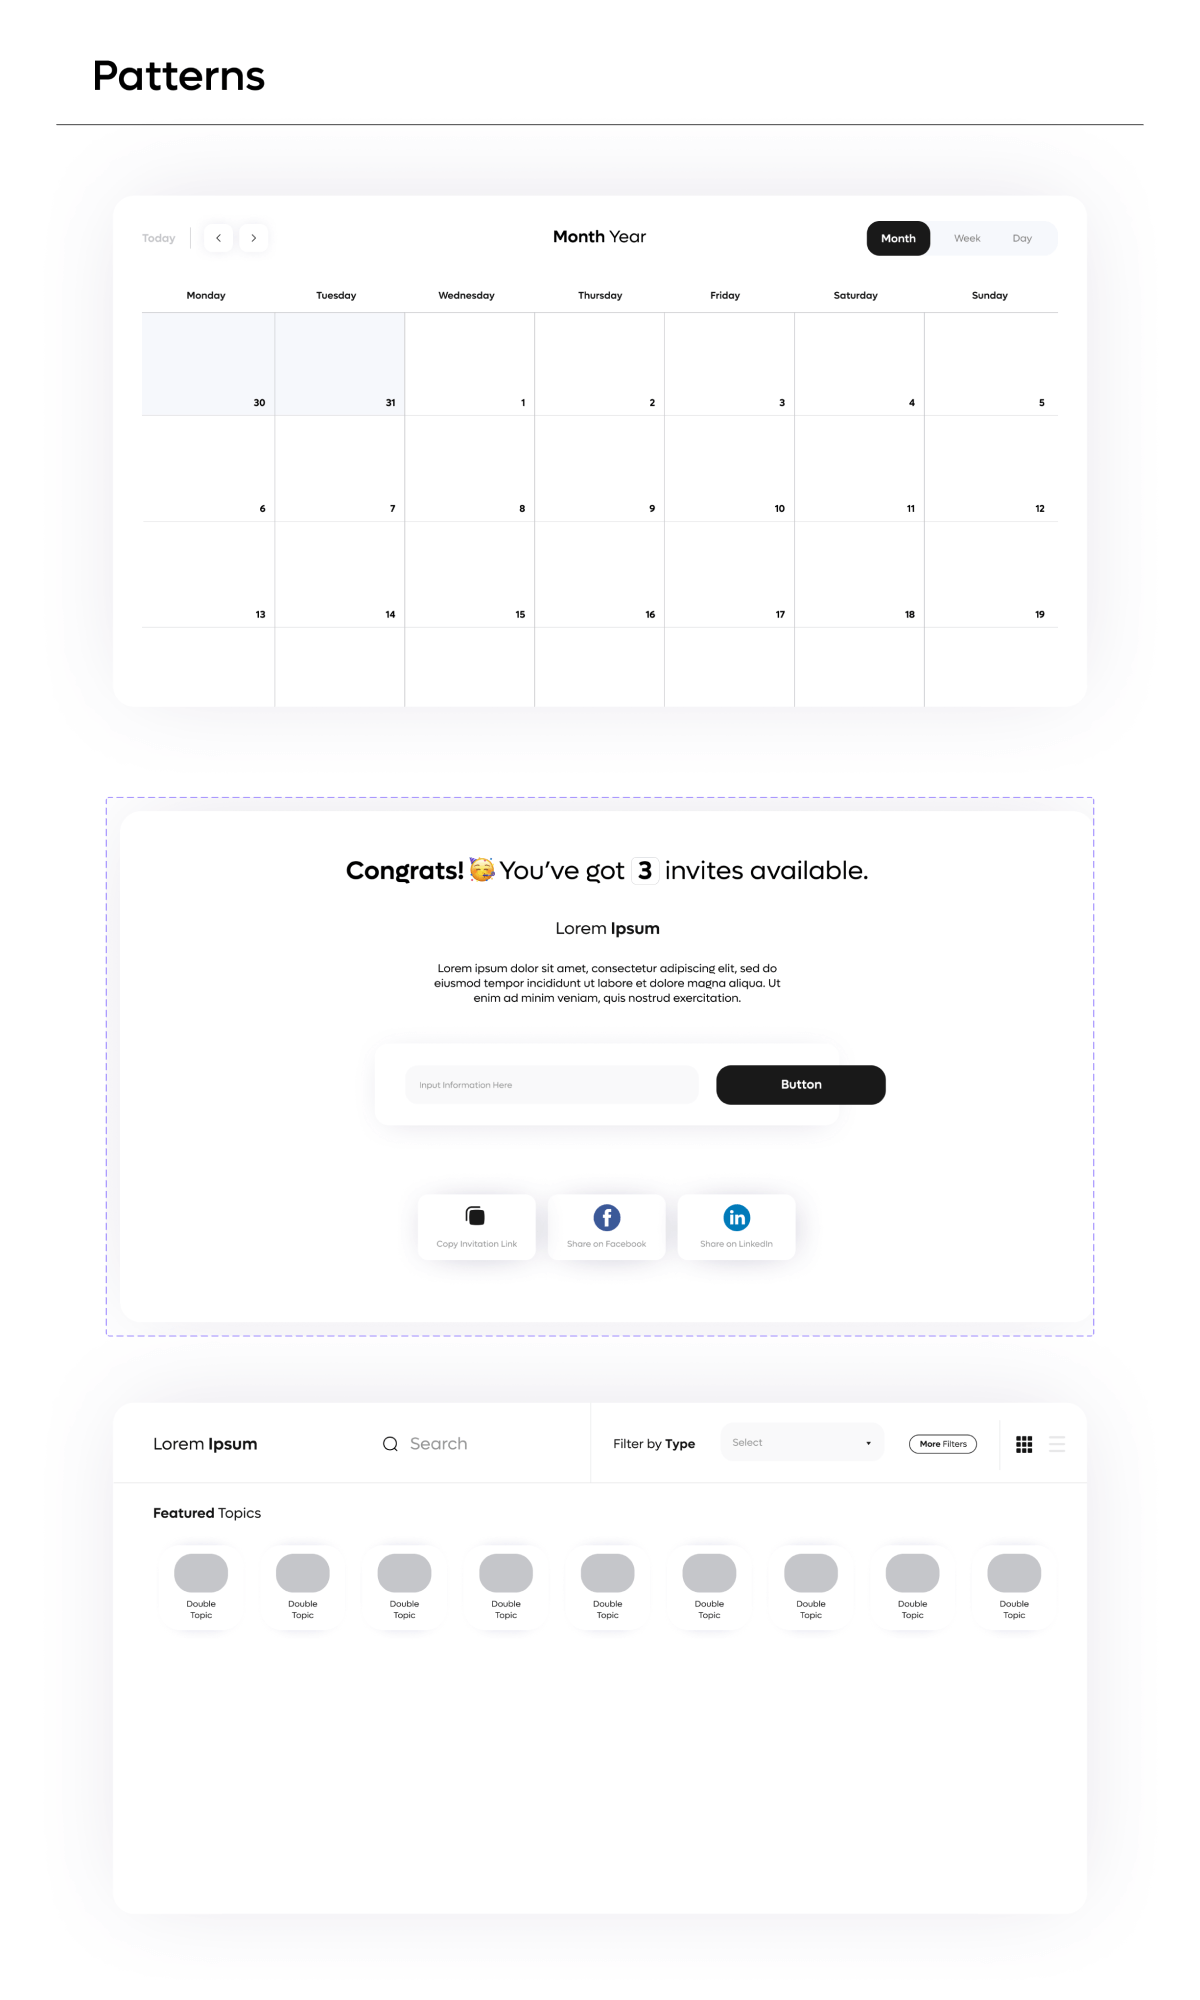 Patterns
Today
Month Year
Month Week Day
Monday Tuesday Wednesday Thursday Friday Saturday Sunday
30 31 1 2 3 4 5
6 7 8 9 10 11 12
13 14 15 16 17 18 19
Congrats! 🥳 You’ve got 3 invites available.
Lorem Ipsum
Lorem ipsum dolor sit amet, consectetur adipiscing elit, sed do
eiusmod tempor incididunt ut labore et dolore magna aliqua. Ut
enim ad minim veniam, quis nostrud exercitation.
Input Information Here
Button
Copy Invitation Link
Share on Facebook
Share on LinkedIn
Lorem Ipsum
Search
Filter by Type
Select
More Filters
Featured Topics
Double Double Double Double Double Double Double Double Double
Topic Topic Topic Topic Topic Topic Topic Topic Topic